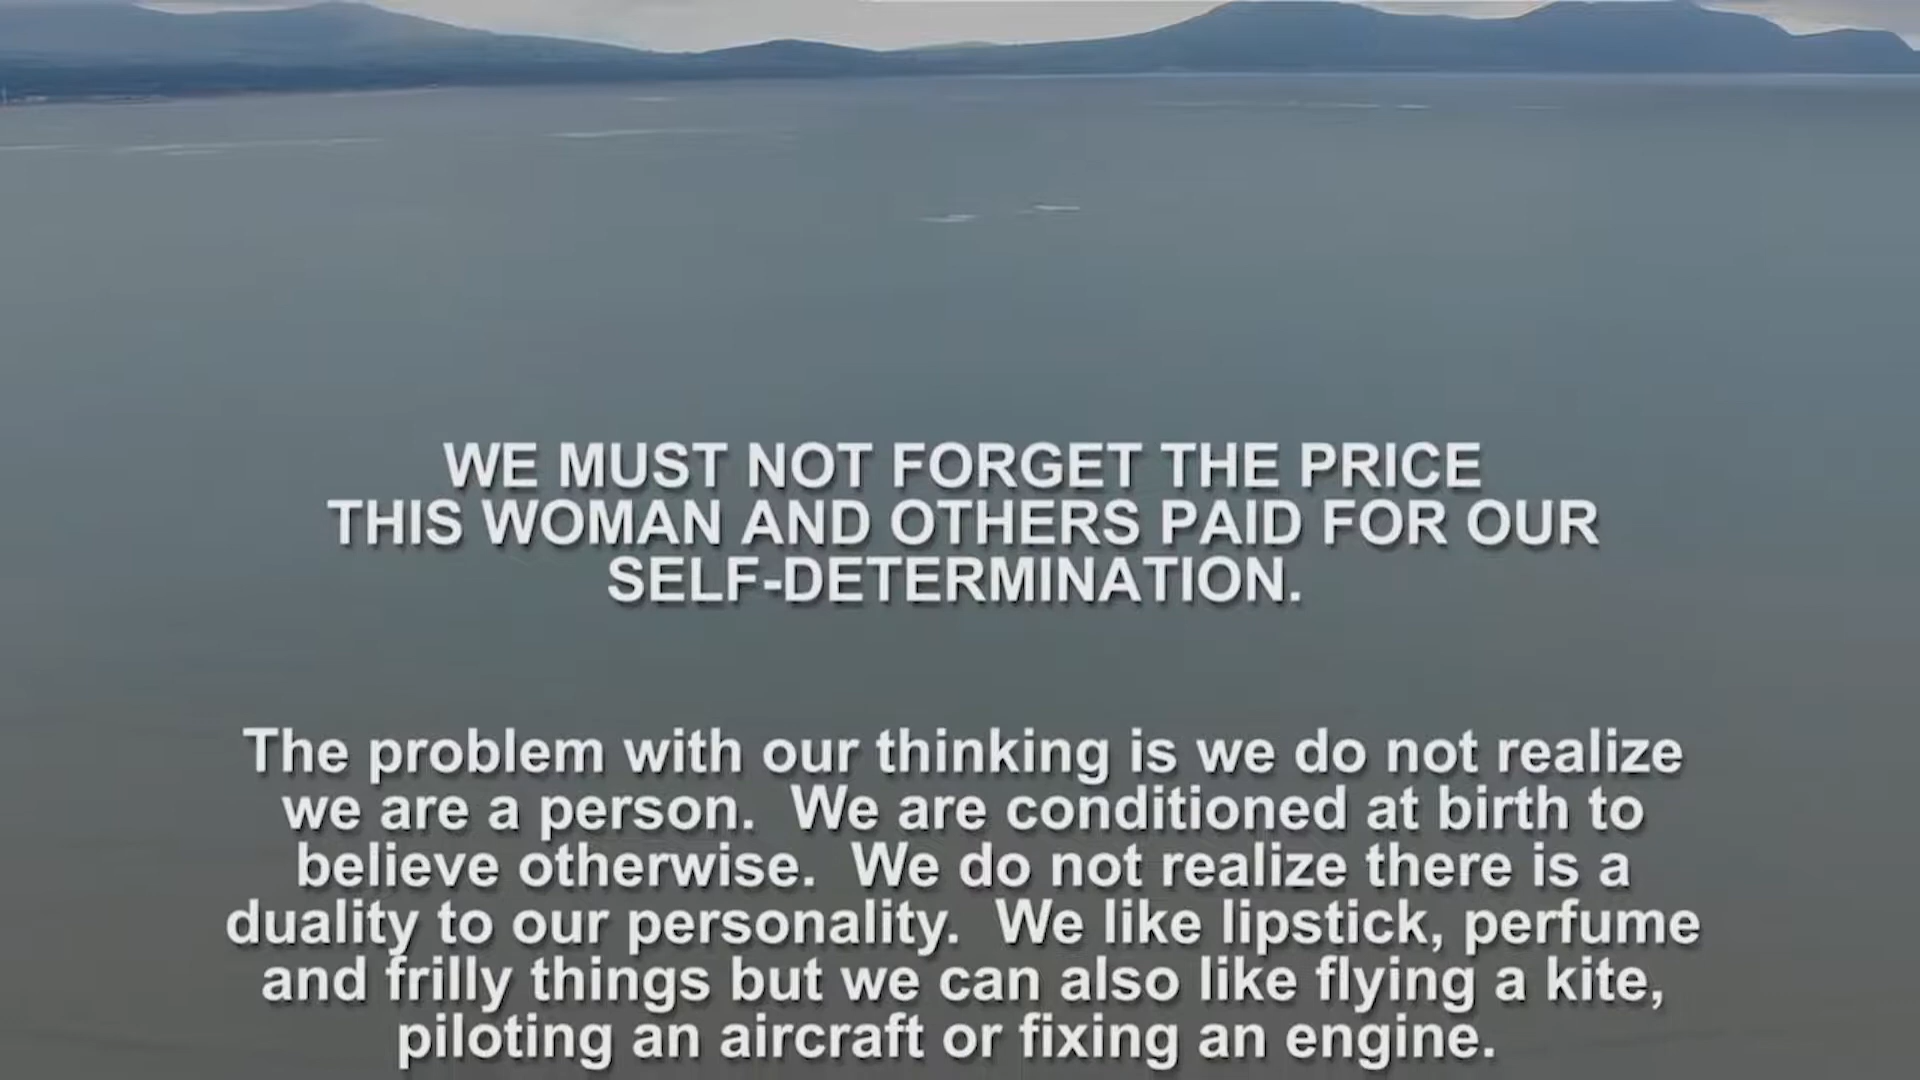 WE MUST NOT FORGET THE PRICE
THIS WOMAN AND OTHERS PAID FOR OUR
SELF-DETERMINATION.
The problem with our thinking is we do not realize
we are a person.  We are conditioned at birth to
believe otherwise.  We do not realize there is a
duality to our personality.  We like lipstick, perfume
and frilly things but we can also like flying a kite,
piloting an aircraft or fixing an engine.